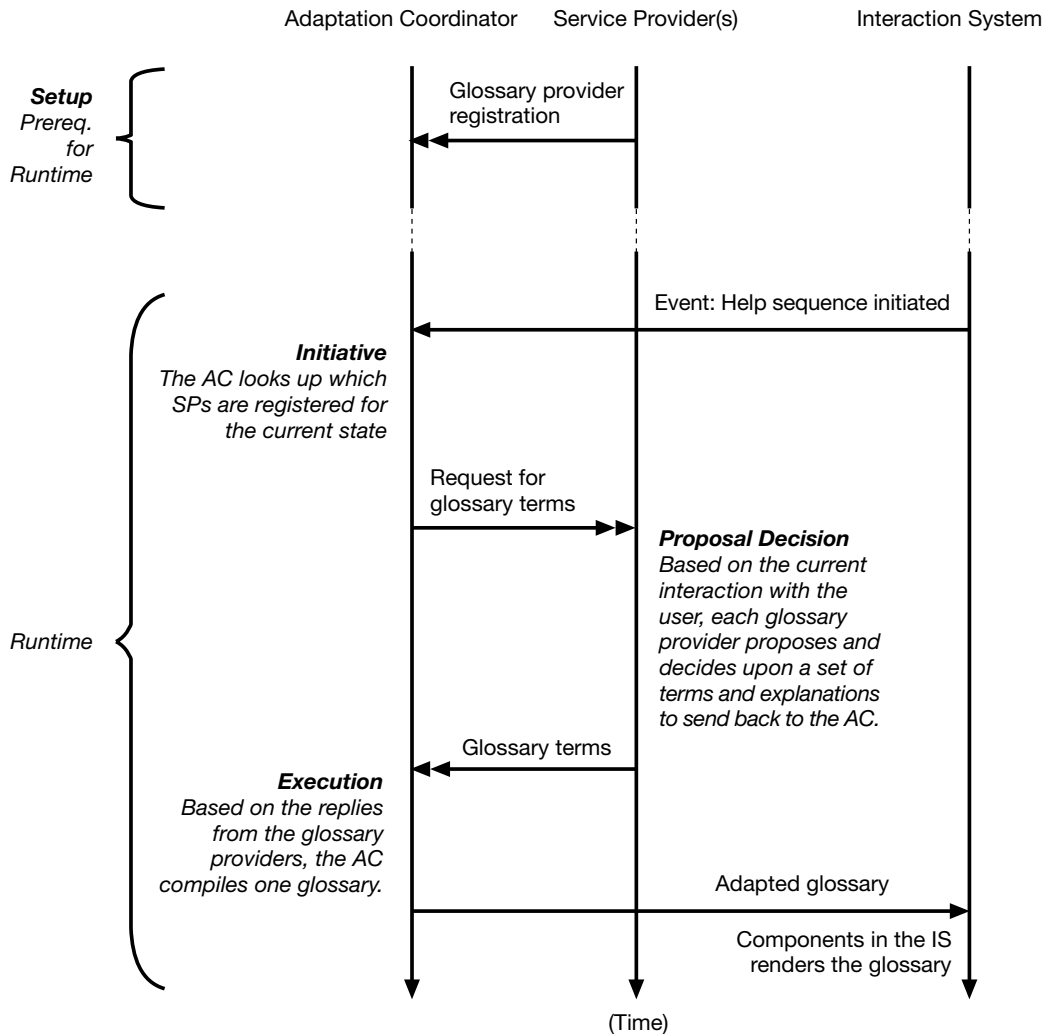 Adaptation Coordinator
Service Provider(s)
Interaction System
Setup
Prereq.
for
Runtime
Glossary provider
registration
Event: Help sequence initiated
Initiative
The AC looks up which
SPs are registered for
the current state
Request for
glossary terms
Proposal Decision
Based on the current
interaction with the
user, each glossary
provider proposes and
decides upon a set of
terms and explanations
to send back to the AC.
Runtime
Glossary terms
Execution
Based on the replies
from the glossary
providers, the AC
compiles one glossary.
Adapted glossary
Components in the IS
renders the glossary
(Time)